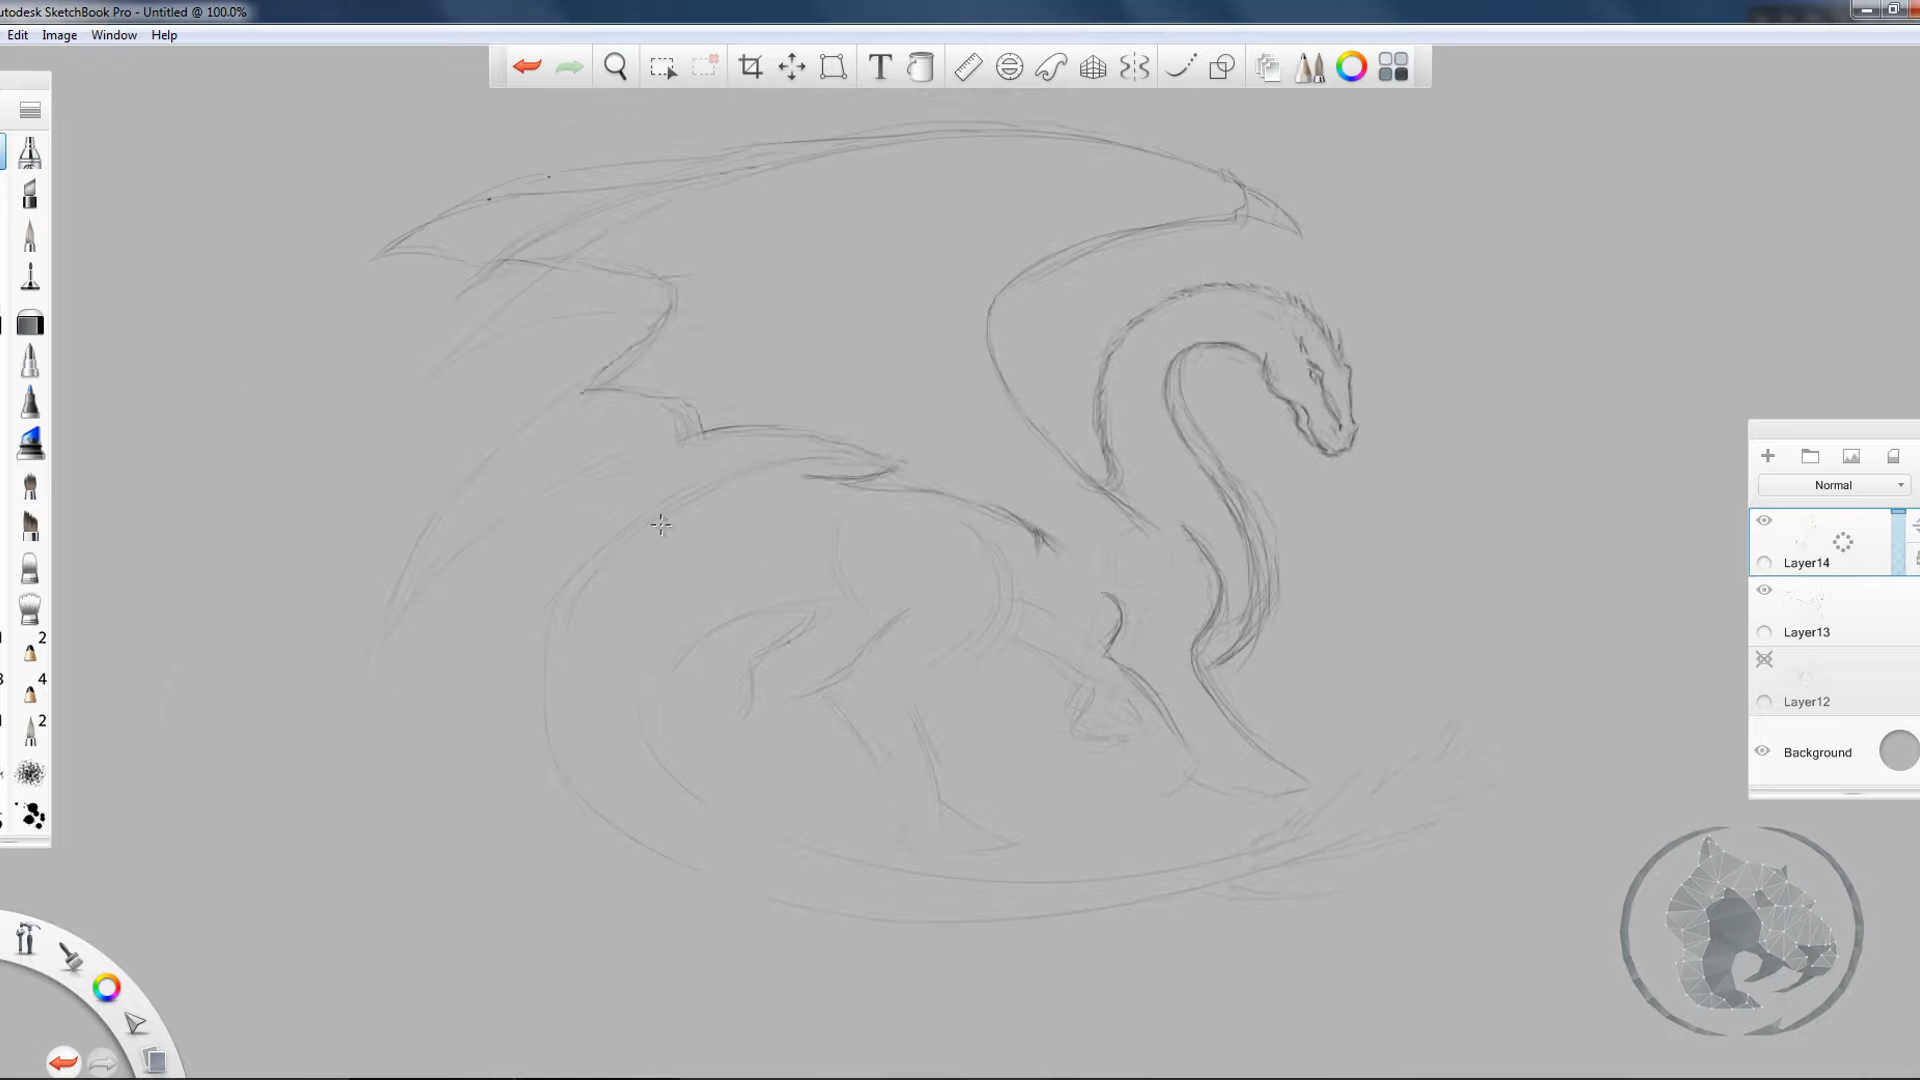 utodesk SketchBook Pro - Untitled @ 100.0%
Edit Image Window Help
T
Normal
Layer14
Layer13
Layer12
Background
2
4
2